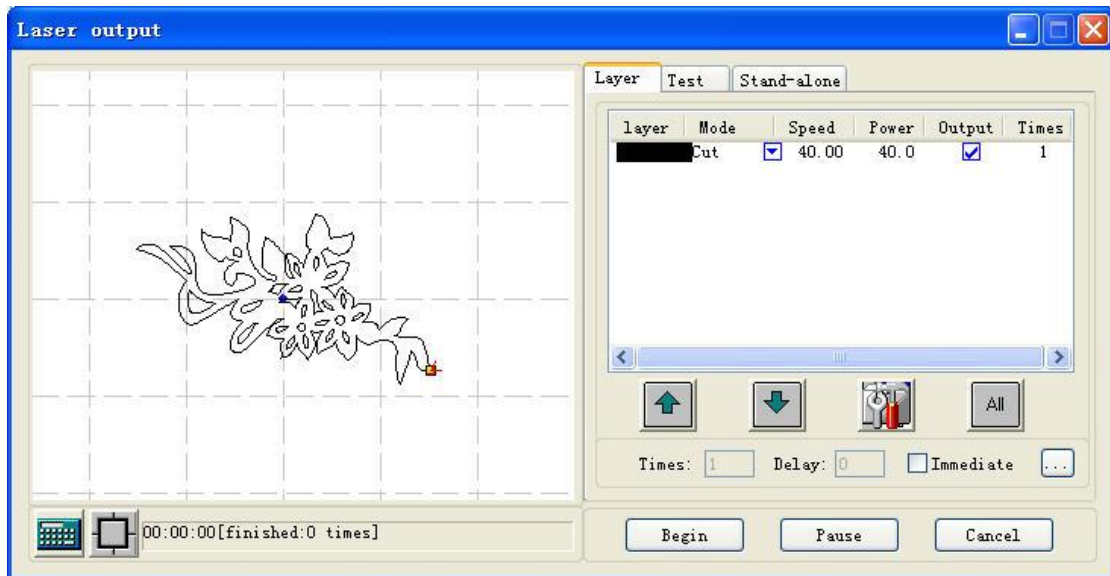 Laser output
Layer Test Stand-alone
layer Mode Speed Power Output Times
Cut 40.00 40.0 1
All
Times: 1 Delay: 0 Immediate ...
00:00:00[finished:0 times]
Begin Pause Cancel